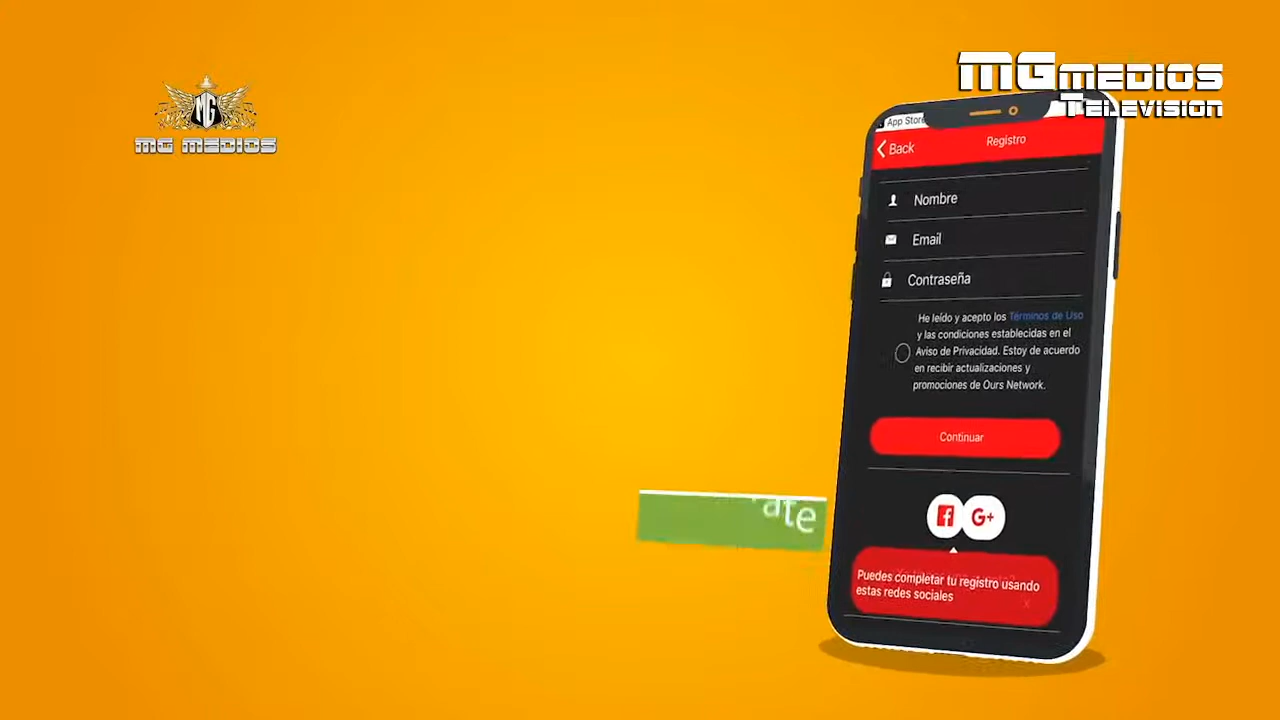 MG
MG MEDIOS
MGMEDIOS
TELEVISION
App Store
Back
Registro
Nombre
Email
Contraseña
He leído y acepto los Términos de Uso
y las condiciones establecidas en el
Aviso de Privacidad. Estoy de acuerdo
en recibir actualizaciones y
promociones de Ours Network.
Continuar
G+
Puedes completar tu registro usando
estas redes sociales